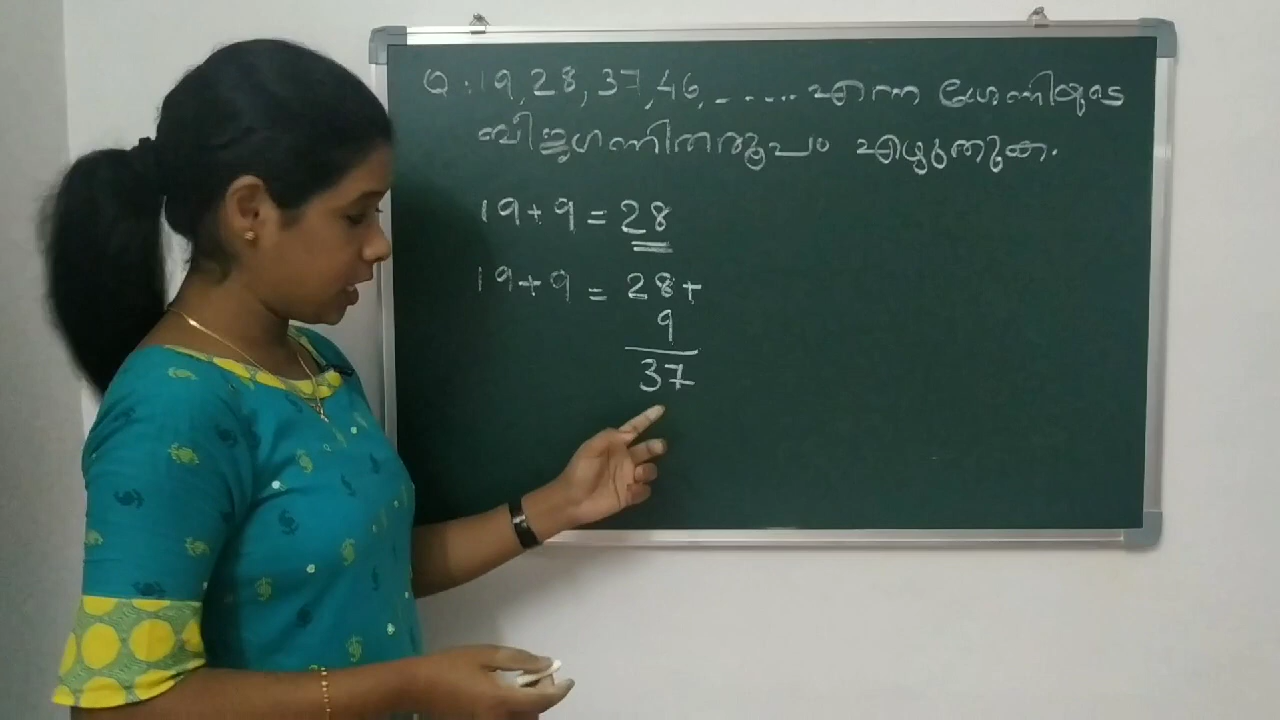 Q : 19, 28, 37, 46, ...... എന്ന ശ്രേണിയുടെ
ബീജഗണിതരൂപം എഴുതുക.
19 + 9 = 28
19 + 9 = 28 +
9
37